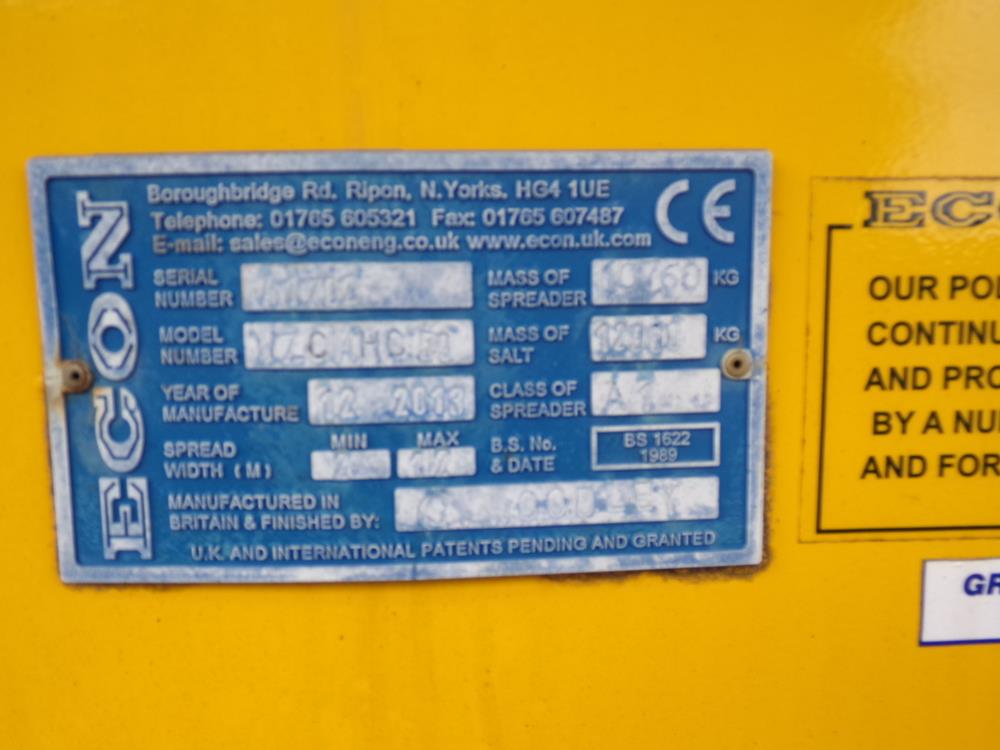 ECON
Boroughbridge Rd. Ripon, N.Yorks. HG4 1UE
Telephone: 01765 605321 Fax: 01765 607487
E-mail: sales@econeng.co.uk www.econ.uk.com
CE
SERIAL NUMBER
MASS OF SPREADER KG
MODEL NUMBER
MASS OF SALT KG
YEAR OF MANUFACTURE 12 2013
CLASS OF SPREADER
SPREAD WIDTH (M) MIN MAX
B.S. No. & DATE BS 1622 1989
MANUFACTURED IN
BRITAIN & FINISHED BY:
U.K. AND INTERNATIONAL PATENTS PENDING AND GRANTED
EC
OUR POL
CONTINU
AND PRO
BY A NU
AND FOR
GR